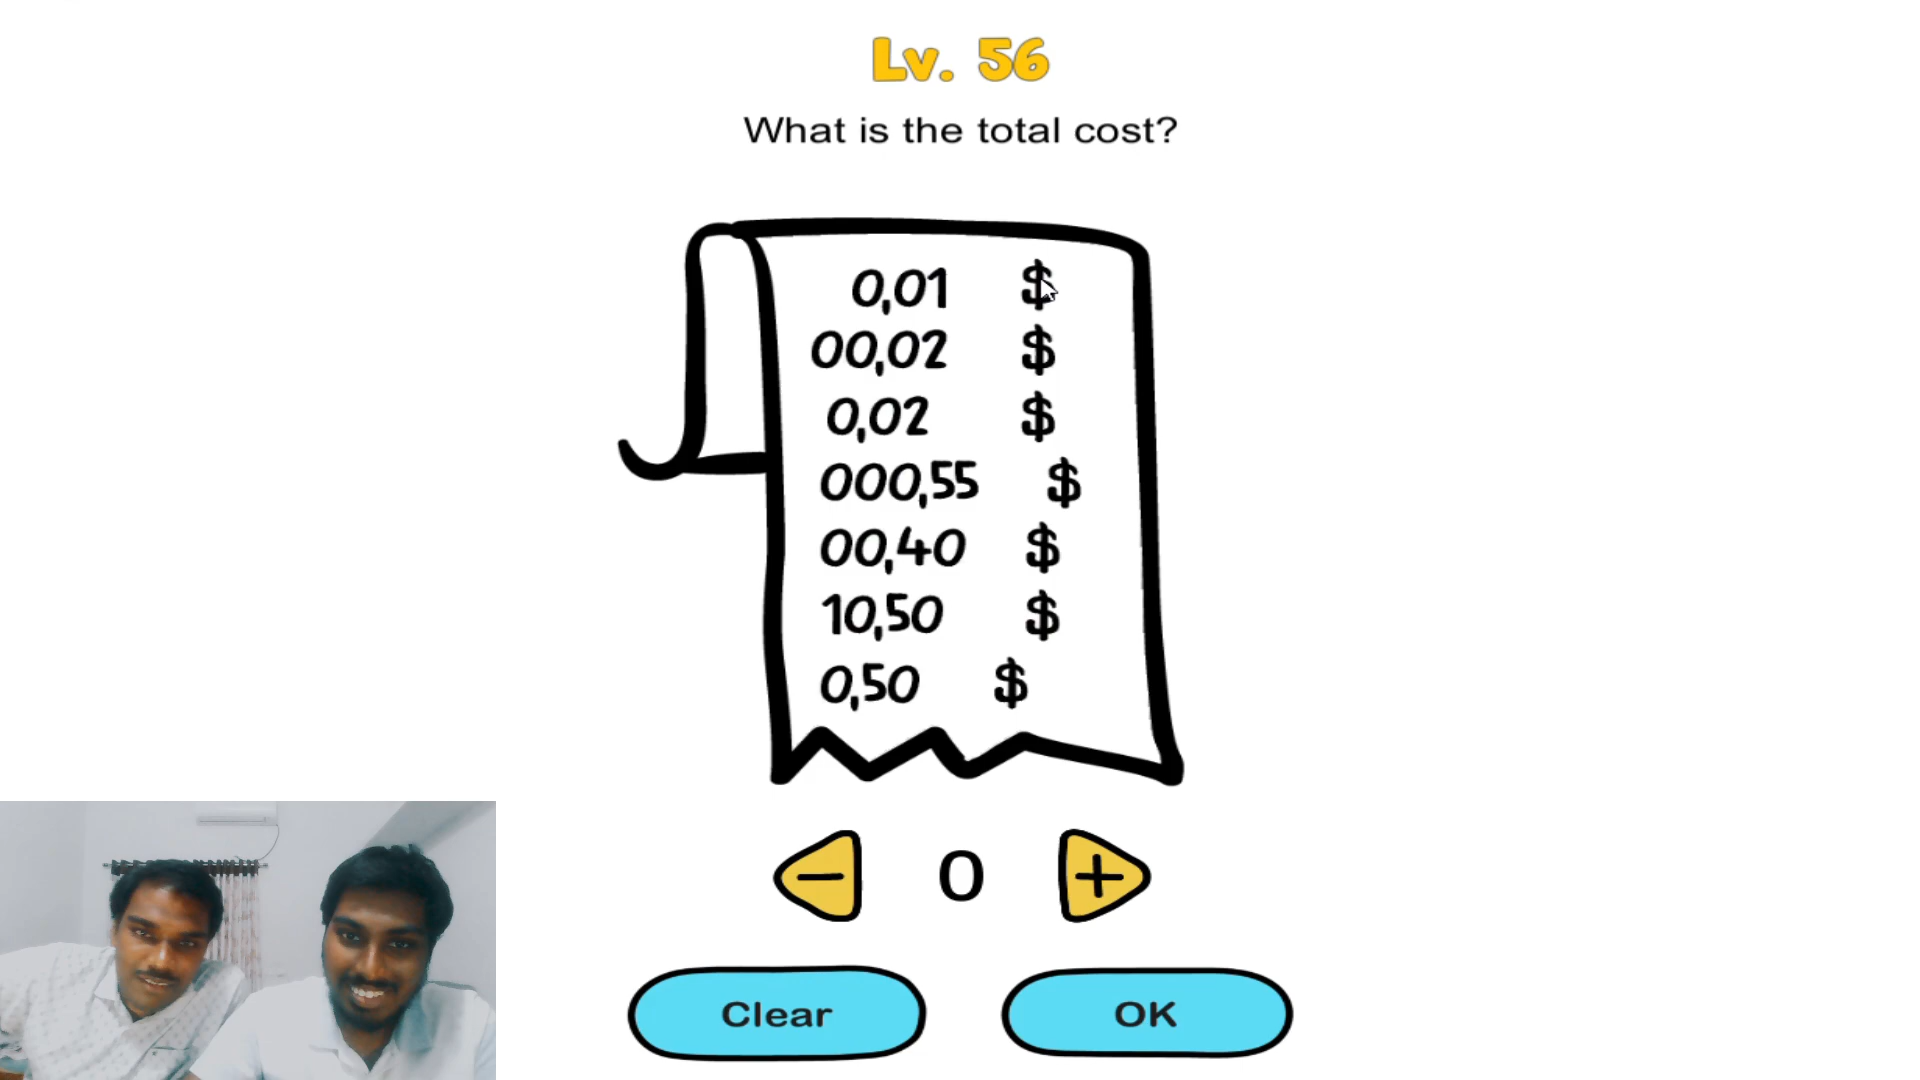 Lv. 56
What is the total cost?
0,01 $
00,02 $
0,02 $
000,55 $
00,40 $
10,50 $
0,50 $
− 0 +
Clear OK